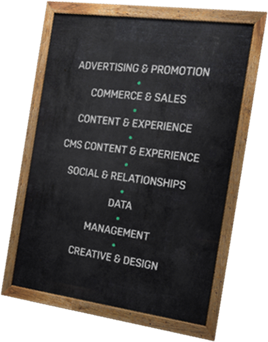 ADVERTISING & PROMOTION
COMMERCE & SALES
CONTENT & EXPERIENCE
CMS CONTENT & EXPERIENCE
SOCIAL & RELATIONSHIPS
DATA
MANAGEMENT
CREATIVE & DESIGN